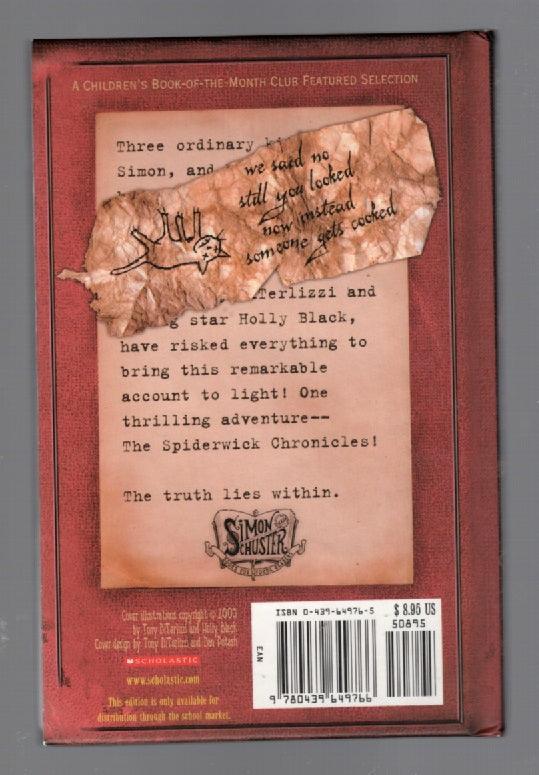 A CHILDREN'S BOOK-OF-THE-MONTH CLUB FEATURED SELECTION
Three ordinary
Simon, and
we said no
still you looked
now instead
someone gets cooked
Terlizzi and
star Holly Black,
have risked everything to
bring this remarkable
account to light! One
thrilling adventure--
The Spiderwick Chronicles!
The truth lies within.
SIMON
SCHUSTER
Cover illustrations copyright © 2003
by Tony DiTerlizzi and Holly Black
Cover design by Tony DiTerlizzi and Dan Potash
SCHOLASTIC
www.scholastic.com
This edition is only available for
distribution through the school market.
ISBN 0-439-64976-5
$ 8.95 US
50895
EAN
9 780439 649766